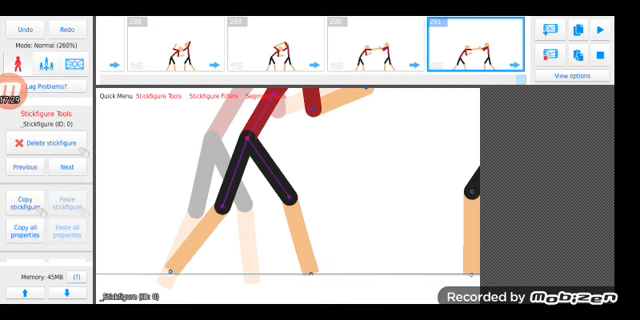 Undo Redo
Mode: Normal (260%)
Lag Problems?
17:29
Stickfigure Tools
_Stickfigure (ID: 0)
Delete stickfigure
Previous Next
Copy stickfigure Paste stickfigure
Copy all properties Paste all properties
Memory: 45MB (?)
288 289 290 291
View options
Quick Menu Stickfigure Tools Stickfigure Filters
_Stickfigure (ID: 0)
Recorded by Mobizen